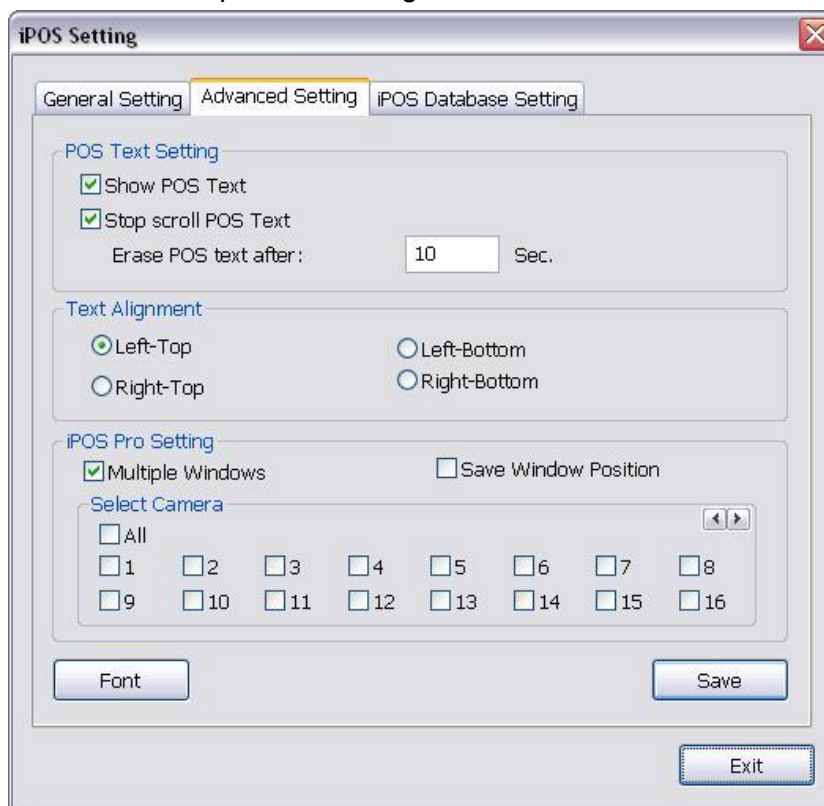 iPOS Setting
General Setting Advanced Setting iPOS Database Setting
POS Text Setting
Show POS Text
Stop scroll POS Text
Erase POS text after: 10 Sec.
Text Alignment
Left-Top Left-Bottom
Right-Top Right-Bottom
iPOS Pro Setting
Multiple Windows Save Window Position
Select Camera
All
1 2 3 4 5 6 7 8
9 10 11 12 13 14 15 16
Font Save
Exit